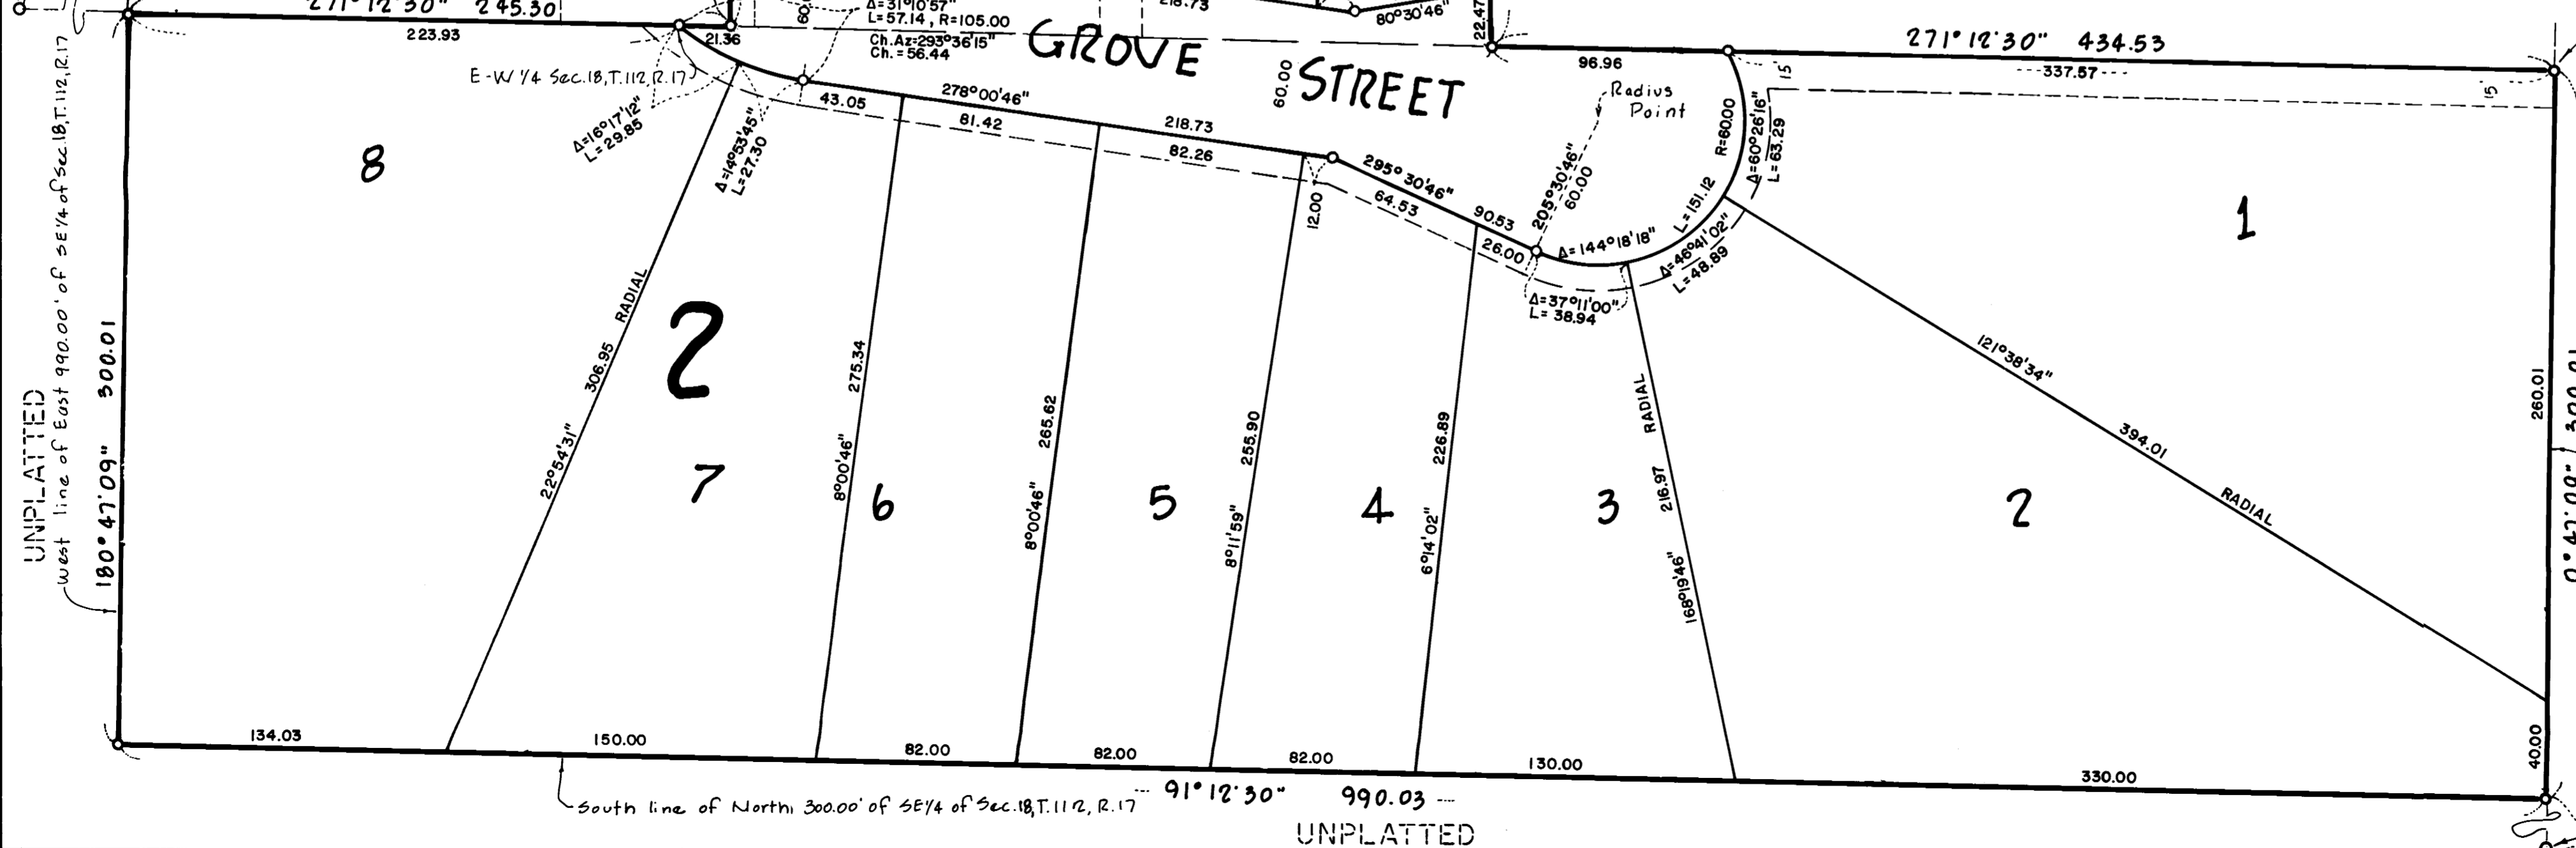 271°12'30" 245.30
223.93
21.36
Δ=31°10'57"
L=57.14, R=105.00
Ch.Az=293°36'15"
Ch.=56.44
218.73
80°30'46"
22.47
GROVE
STREET
60.00
96.96
271°12'30" 434.53
337.57
15'
15'
E-W 1/4 Sec.18,T.112,R.17
Δ=16°17'12"
L=29.85
Δ=14°53'45"
L=27.30
43.05
278°00'46"
81.42
218.73
82.26
12.00
295°30'46"
64.53
90.53
26.00
205°30'46"
60.00
Radius
Point
R=60.00
L=151.12
Δ=144°18'18"
Δ=60°26'16"
L=63.29
Δ=46°41'02"
L=48.89
Δ=37°11'00"
L=38.94
8
2
7
6
5
4
3
2
1
UNPLATTED
West line of East 990.00' of SE1/4 of Sec.18,T.112,R.17
180°47'09" 300.01
22°54'31" 306.95 RADIAL
8°00'46" 275.34
8°00'46" 265.62
8°11'59" 255.90
6°14'02" 226.89
RADIAL 216.97 168°19'46"
121°38'34" 394.01 RADIAL
260.01
40.00
0°47'09" 300.01
134.03
150.00
82.00
82.00
82.00
130.00
330.00
South line of North 300.00' of SE1/4 of Sec.18,T.112, R.17
91°12'30" 990.03
UNPLATTED